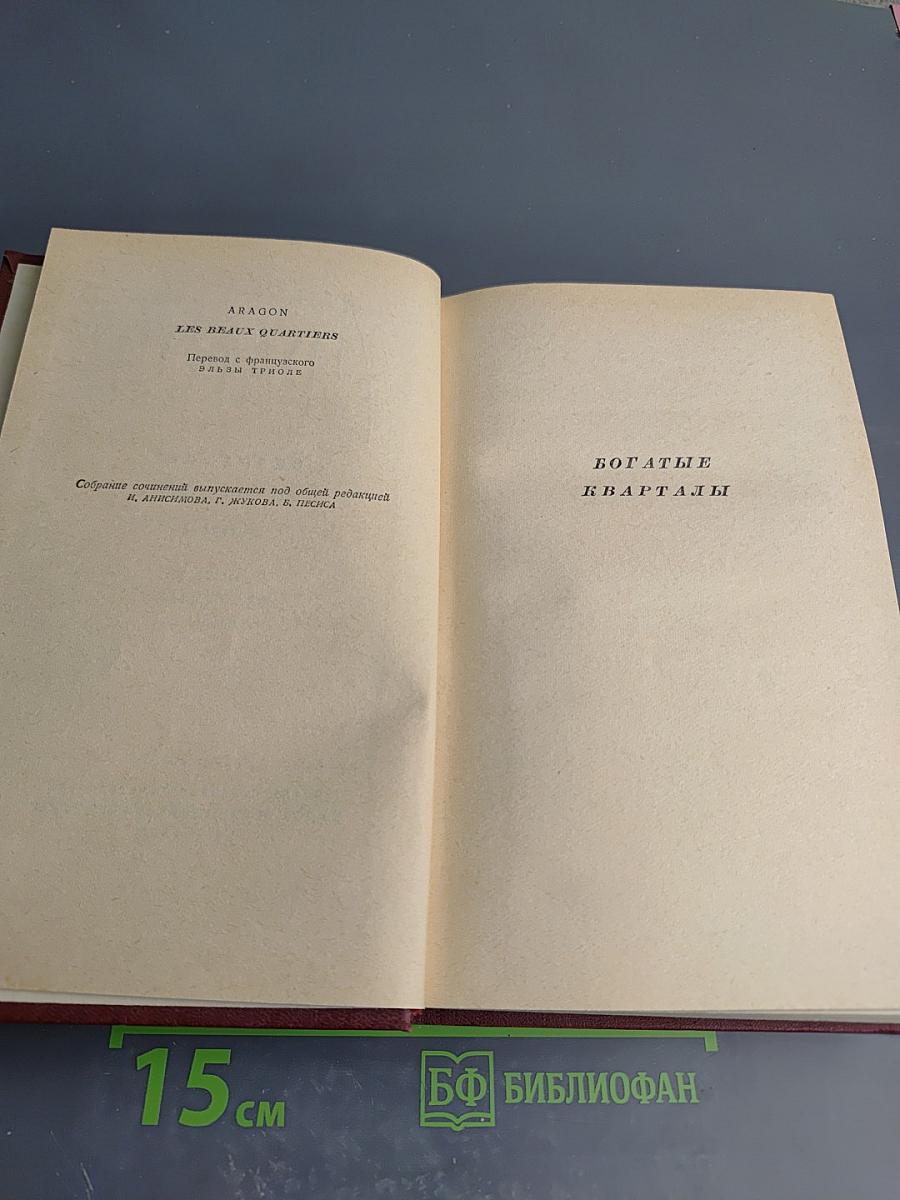 ARAGON
LES BEAUX QUARTIERS
Перевод с французского
ЭЛЬЗЫ ТРИОЛЕ
Собрание сочинений выпускается под общей редакцией
И. АНИСИМОВА, Г. ЖУКОВА, Б. ПЕСИСА
БОГАТЫЕ
КВАРТАЛЫ
15 см
БФ БИБЛИОФАН